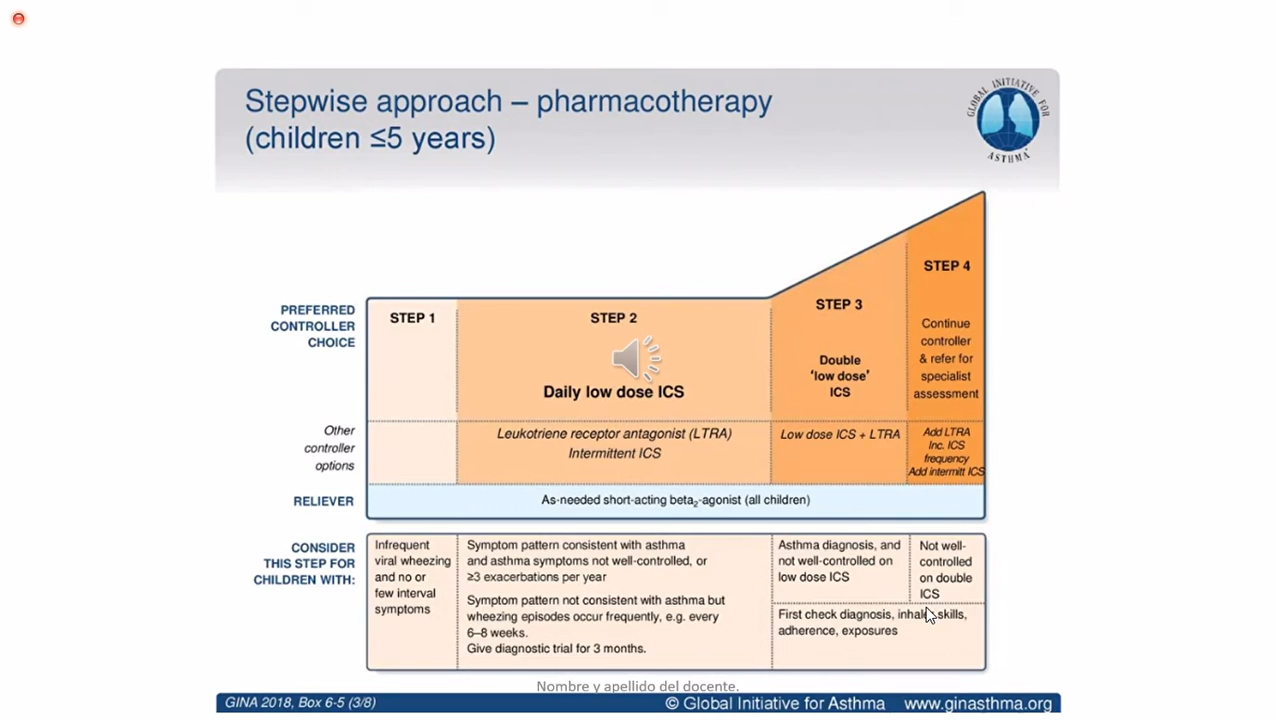 Stepwise approach – pharmacotherapy
(children ≤5 years)
GLOBAL INITIATIVE FOR
ASTHMA
PREFERRED
CONTROLLER
CHOICE
STEP 1
STEP 2
Daily low dose ICS
STEP 3
Double
‘low dose’
ICS
STEP 4
Continue
controller
& refer for
specialist
assessment
Other
controller
options
Leukotriene receptor antagonist (LTRA)
Intermittent ICS
Low dose ICS + LTRA
Add LTRA
Inc. ICS
frequency
Add intermitt ICS
RELIEVER
As-needed short-acting beta2-agonist (all children)
CONSIDER
THIS STEP FOR
CHILDREN WITH:
Infrequent
viral wheezing
and no or
few interval
symptoms
Symptom pattern consistent with asthma
and asthma symptoms not well-controlled, or
≥3 exacerbations per year
Symptom pattern not consistent with asthma but
wheezing episodes occur frequently, e.g. every
6–8 weeks.
Give diagnostic trial for 3 months.
Asthma diagnosis, and
not well-controlled on
low dose ICS
Not well-
controlled
on double
ICS
First check diagnosis, inhaler skills,
adherence, exposures
Nombre y apellido del docente.
GINA 2018, Box 6-5 (3/8)
© Global Initiative for Asthma www.ginasthma.org